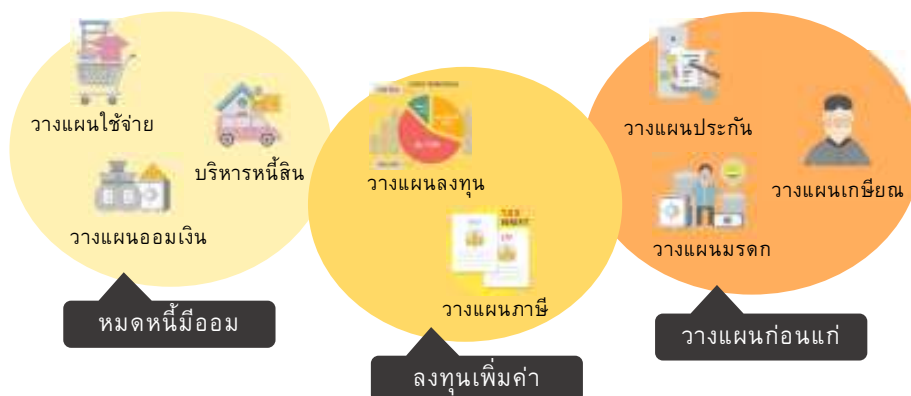 วางแผนใช้จ่าย
บริหารหนี้สิน
วางแผนออมเงิน
หมดหนี้มีออม
วางแผนลงทุน
วางแผนภาษี
ลงทุนเพิ่มค่า
วางแผนประกัน
วางแผนเกษียณ
วางแผนมรดก
วางแผนก่อนแก่